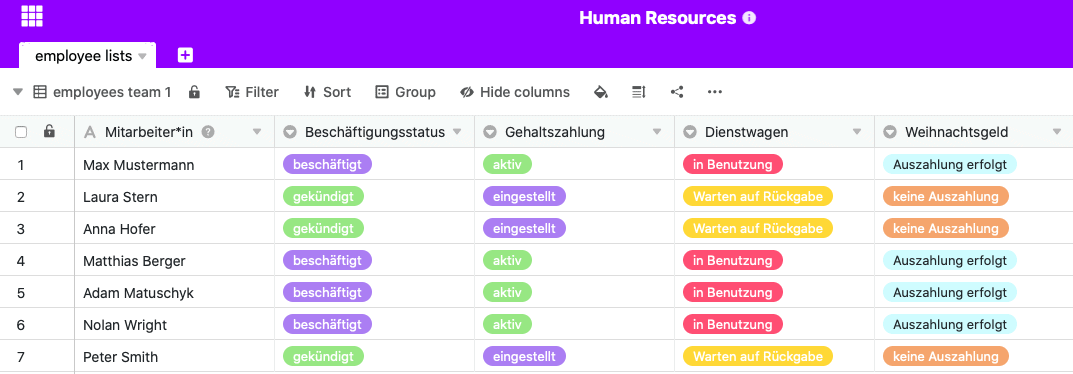 Human Resources
employee lists
employees team 1 Filter Sort Group Hide columns
Mitarbeiter*in Beschäftigungsstatus Gehaltszahlung Dienstwagen Weihnachtsgeld
1 Max Mustermann beschäftigt aktiv in Benutzung Auszahlung erfolgt
2 Laura Stern gekündigt eingestellt Warten auf Rückgabe keine Auszahlung
3 Anna Hofer gekündigt eingestellt Warten auf Rückgabe keine Auszahlung
4 Matthias Berger beschäftigt aktiv in Benutzung Auszahlung erfolgt
5 Adam Matuschyk beschäftigt aktiv in Benutzung Auszahlung erfolgt
6 Nolan Wright beschäftigt aktiv in Benutzung Auszahlung erfolgt
7 Peter Smith gekündigt eingestellt Warten auf Rückgabe keine Auszahlung